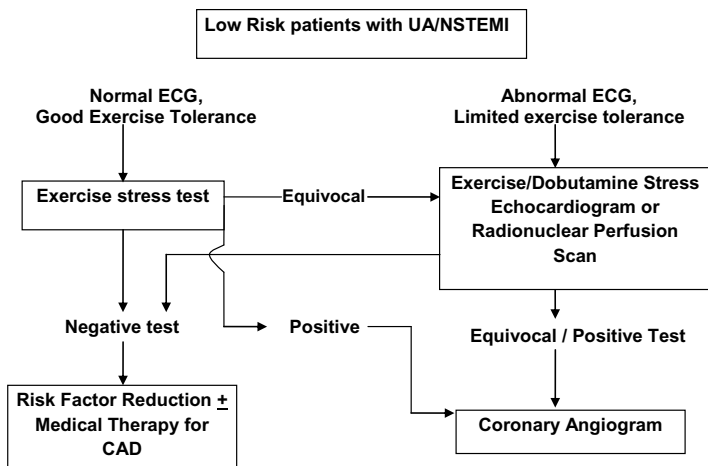 Low Risk patients with UA/NSTEMI
Normal ECG,
Good Exercise Tolerance
Abnormal ECG,
Limited exercise tolerance
Exercise stress test
Equivocal
Exercise/Dobutamine Stress
Echocardiogram or
Radionuclear Perfusion
Scan
Negative test
Positive
Equivocal / Positive Test
Risk Factor Reduction ±
Medical Therapy for
CAD
Coronary Angiogram